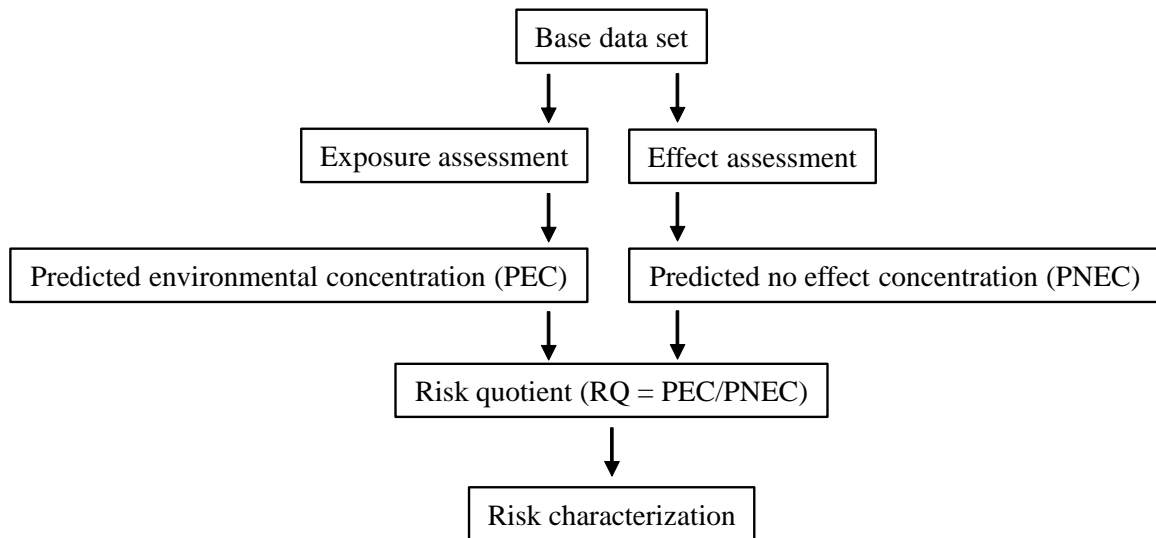 Base data set
Exposure assessment
Effect assessment
Predicted environmental concentration (PEC)
Predicted no effect concentration (PNEC)
Risk quotient (RQ = PEC/PNEC)
Risk characterization